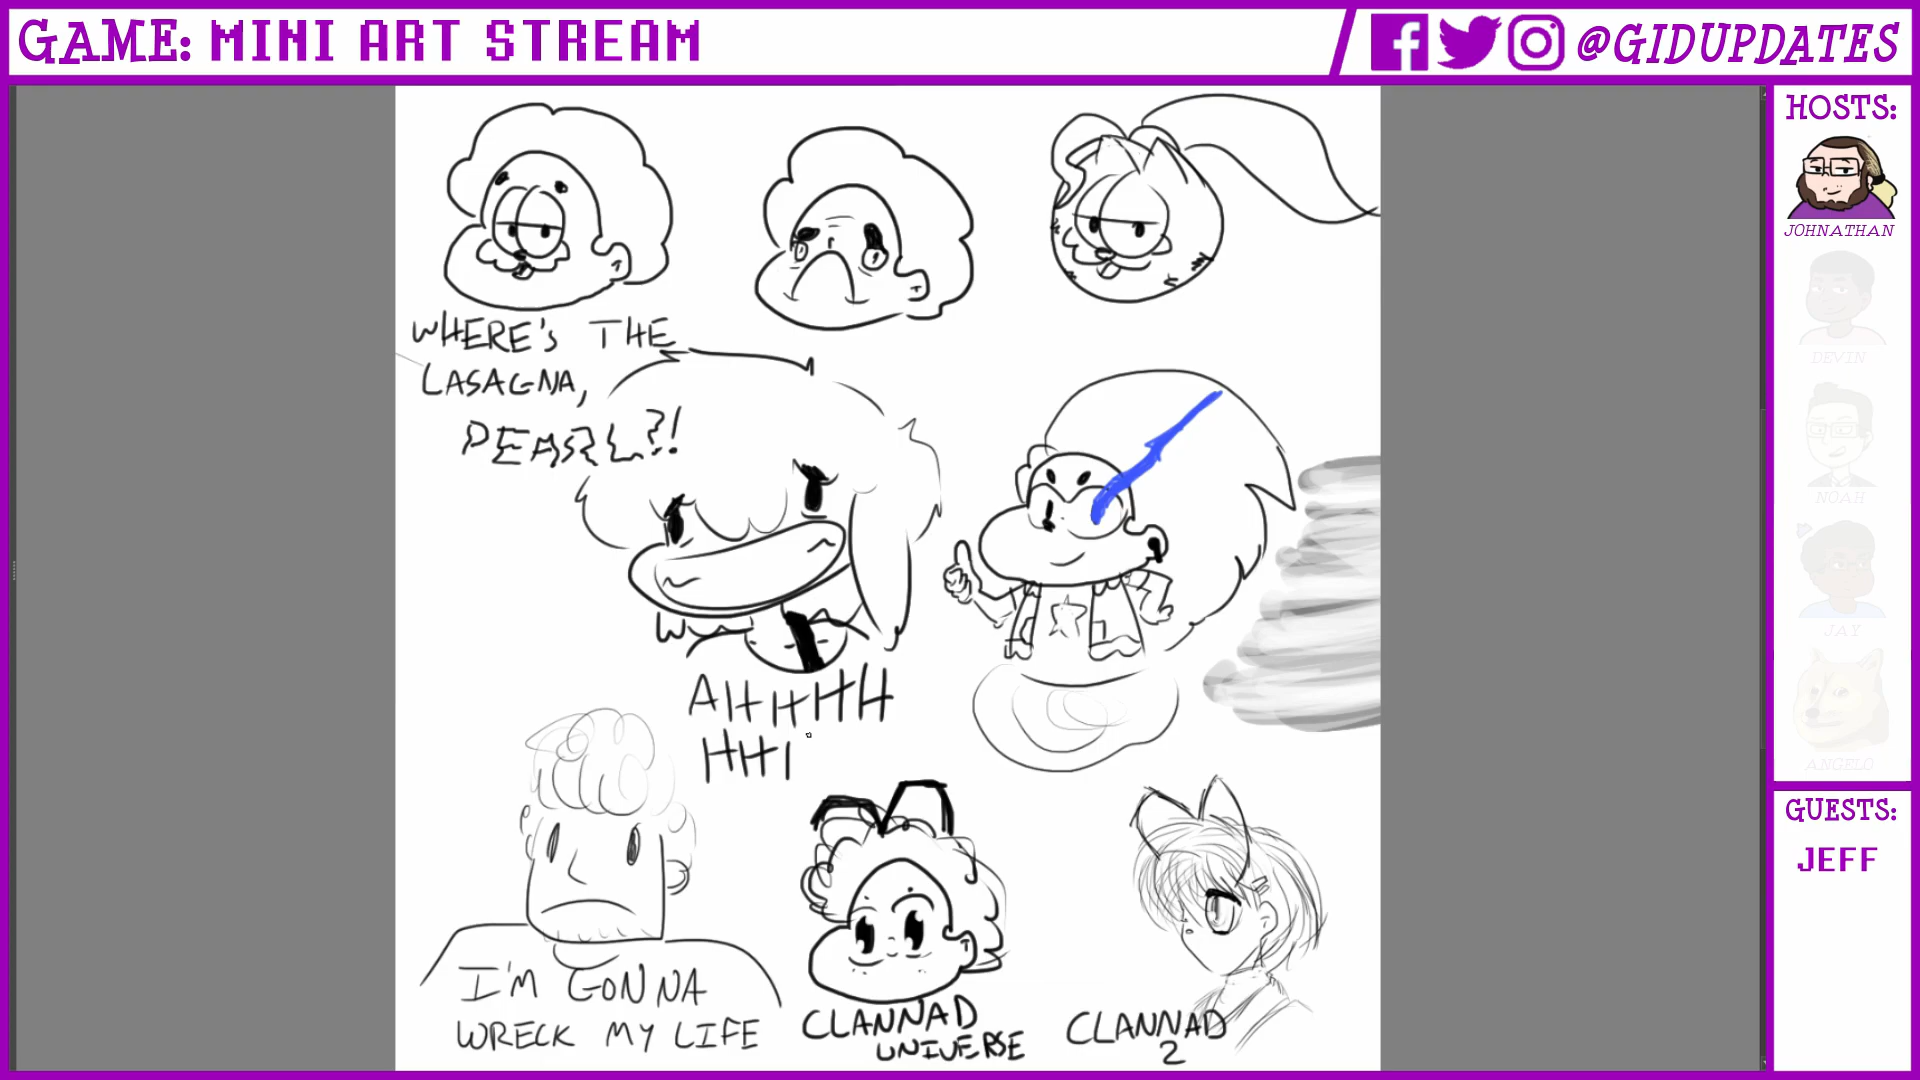 GAME: MINI ART STREAM
@GIDUPDATES
HOSTS:
JOHNATHAN
DEVIN
NOAH
JAY
ANGELO
GUESTS:
JEFF
WHERE'S THE
LASAGNA,
PEARL?!
AHHHHH
HHI
I'M GONNA
WRECK MY LIFE
CLANNAD
UNIVERSE
CLANNAD
2